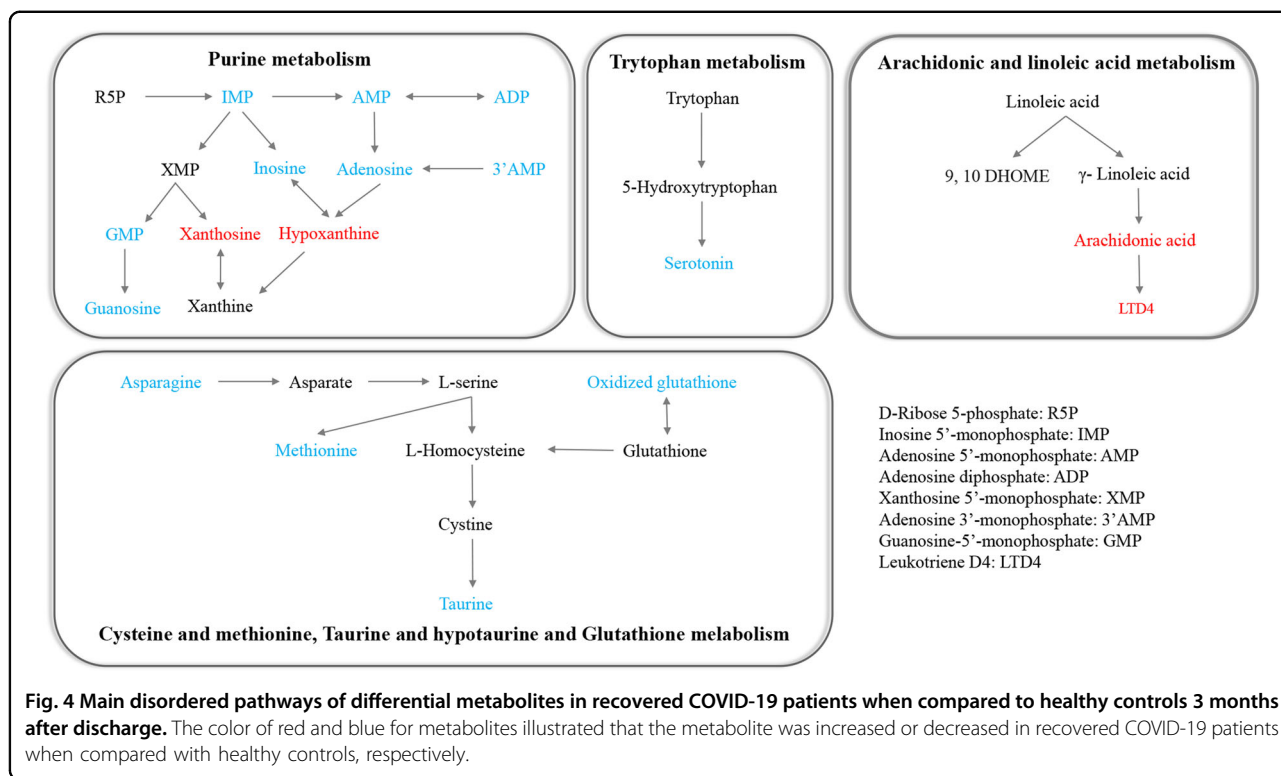 Purine metabolism
R5P IMP AMP ADP
XMP Inosine Adenosine 3’AMP
GMP Xanthosine Hypoxanthine
Guanosine Xanthine
Trytophan metabolism
Trytophan
5-Hydroxytryptophan
Serotonin
Arachidonic and linoleic acid metabolism
Linoleic acid
9, 10 DHOME γ- Linoleic acid
Arachidonic acid
LTD4
Asparagine Asparate L-serine Oxidized glutathione
Methionine L-Homocysteine Glutathione
Cystine
Taurine
Cysteine and methionine, Taurine and hypotaurine and Glutathione melabolism
D-Ribose 5-phosphate: R5P
Inosine 5’-monophosphate: IMP
Adenosine 5’-monophosphate: AMP
Adenosine diphosphate: ADP
Xanthosine 5’-monophosphate: XMP
Adenosine 3’-monophosphate: 3’AMP
Guanosine-5’-monophosphate: GMP
Leukotriene D4: LTD4
Fig. 4 Main disordered pathways of differential metabolites in recovered COVID-19 patients when compared to healthy controls 3 months
after discharge. The color of red and blue for metabolites illustrated that the metabolite was increased or decreased in recovered COVID-19 patients
when compared with healthy controls, respectively.